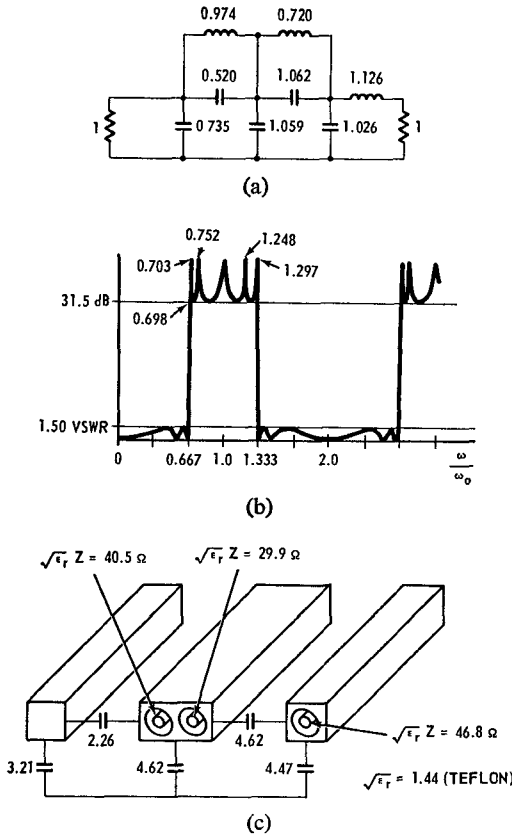 0.974 0.720
0.520 1.062 1.126
1 0.735 1.059 1.026 1
(a)
0.752 1.248
0.703 1.297
31.5 dB
0.698
1.50 VSWR
0 0.667 1.0 1.333 2.0 ω/ω₀
(b)
√εr Z = 40.5 Ω √εr Z = 29.9 Ω
2.26 4.62
√εr Z = 46.8 Ω
3.21 4.62 4.47
√εr = 1.44 (TEFLON)
(c)